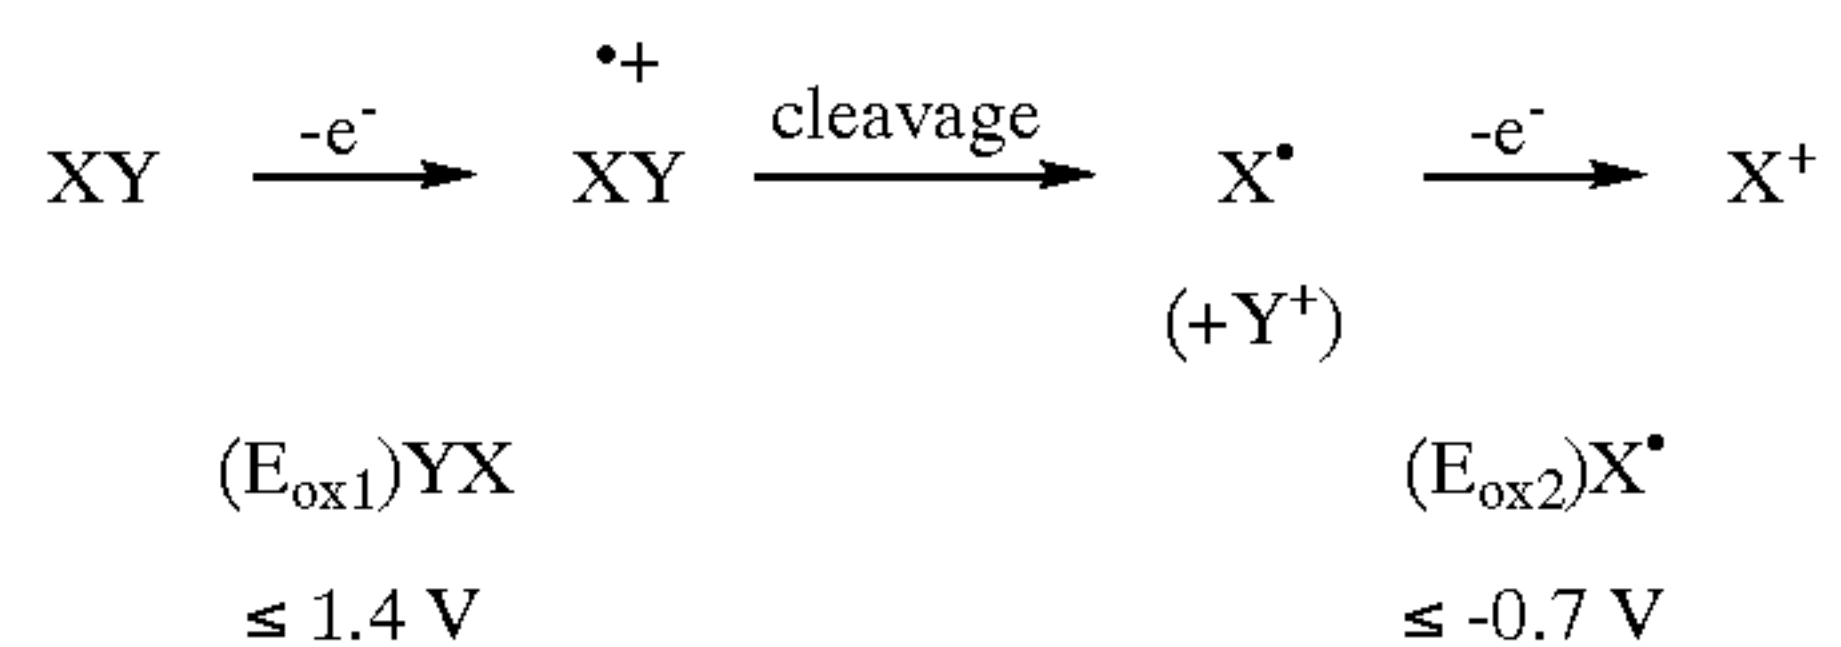 •+
-e⁻ cleavage -e⁻
XY XY X• X⁺
(+Y⁺)
(Eox1)YX (Eox2)X•
≤ 1.4 V ≤ -0.7 V